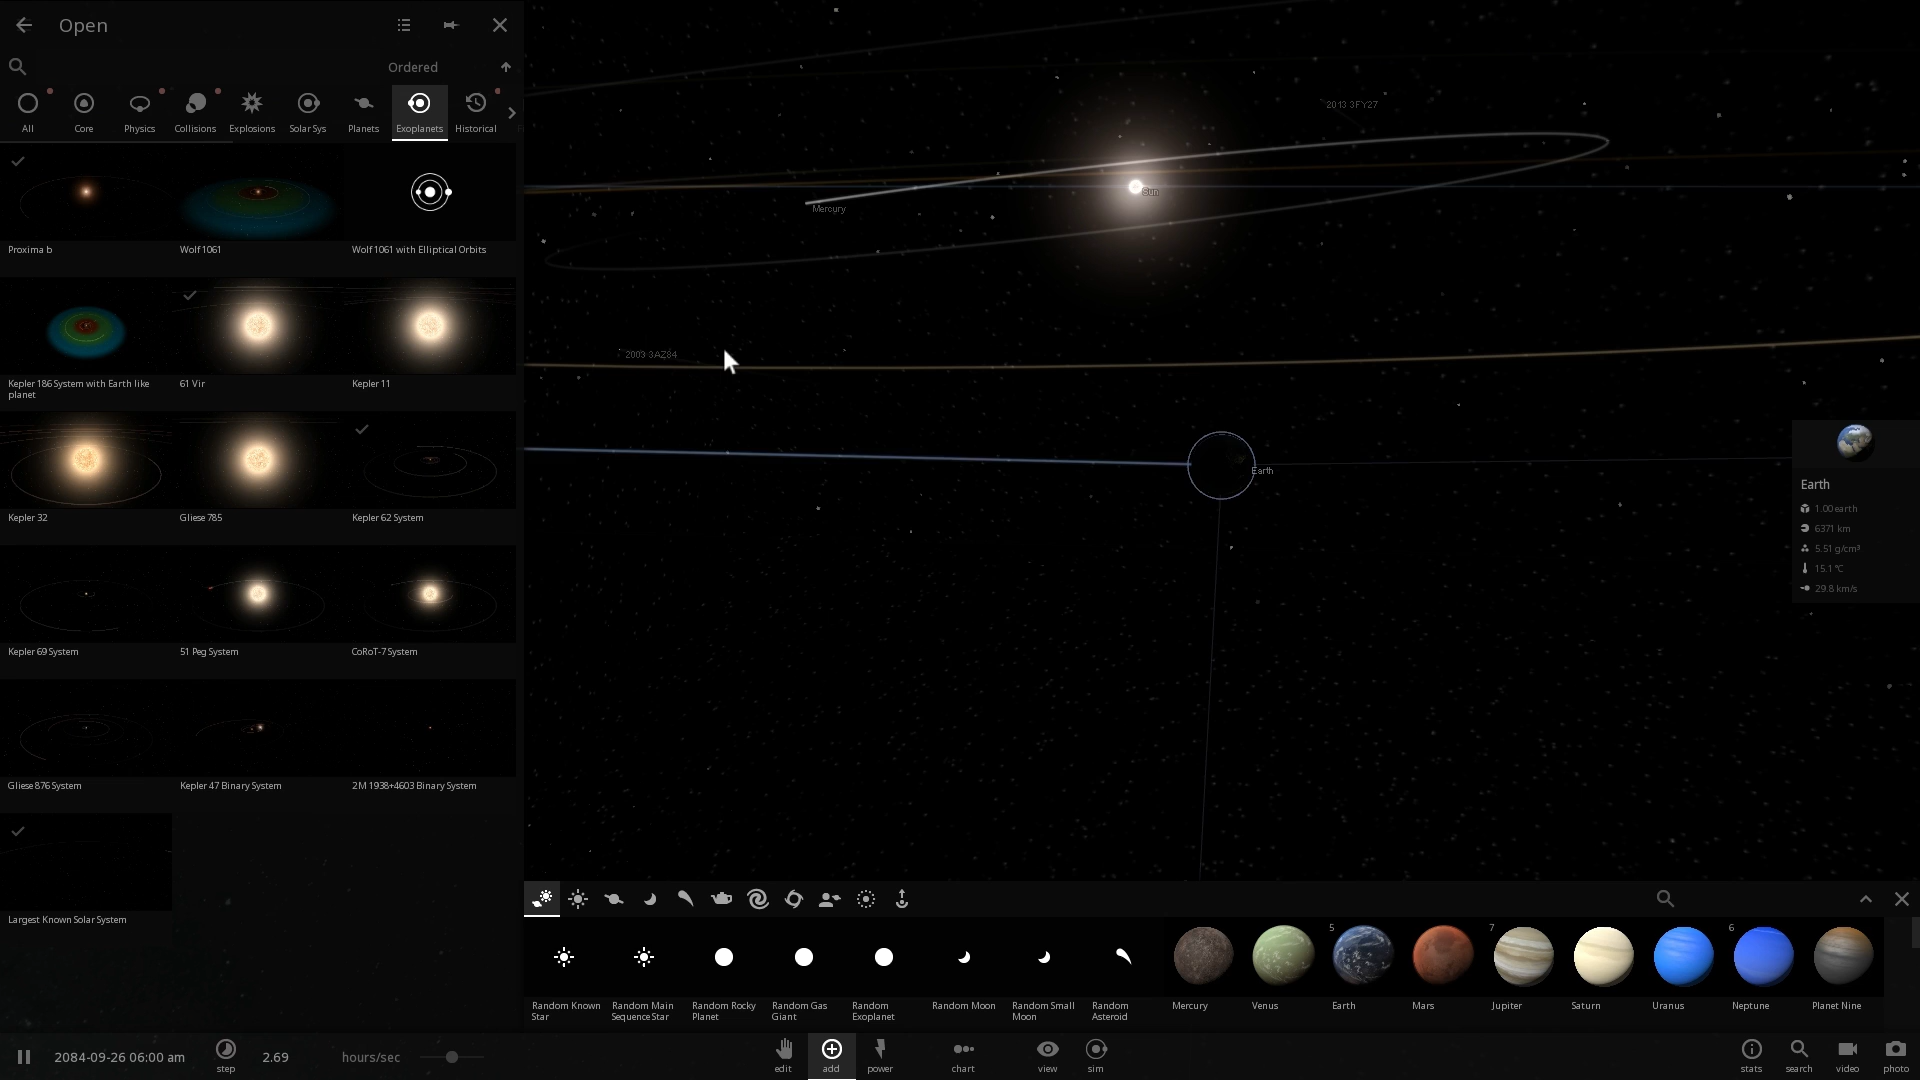 Open
Ordered
All
Core
Physics
Collisions
Explosions
Solar Sys
Planets
Exoplanets
Historical
Proxima b
Wolf 1061
Wolf 1061 with Elliptical Orbits
Kepler 186 System with Earth like
planet
61 Vir
Kepler 11
Kepler 32
Gliese 785
Kepler 62 System
Kepler 69 System
51 Peg System
CoRoT-7 System
Gliese 876 System
Kepler 47 Binary System
2M 1938+4603 Binary System
Largest Known Solar System
2013 3FY27
Sun
Mercury
2003 3AZ84
Earth
Earth
1.00 earth
6371 km
5.51 g/cm³
15.1 °C
29.8 km/s
Random Known
Star
Random Main
Sequence Star
Random Rocky
Planet
Random Gas
Giant
Random
Exoplanet
Random Moon
Random Small
Moon
Random
Asteroid
Mercury
Venus
5
Earth
Mars
7
Jupiter
Saturn
Uranus
6
Neptune
Planet Nine
2084-09-26 06:00 am
step
2.69
hours/sec
edit
add
power
chart
view
sim
stats
search
video
photo